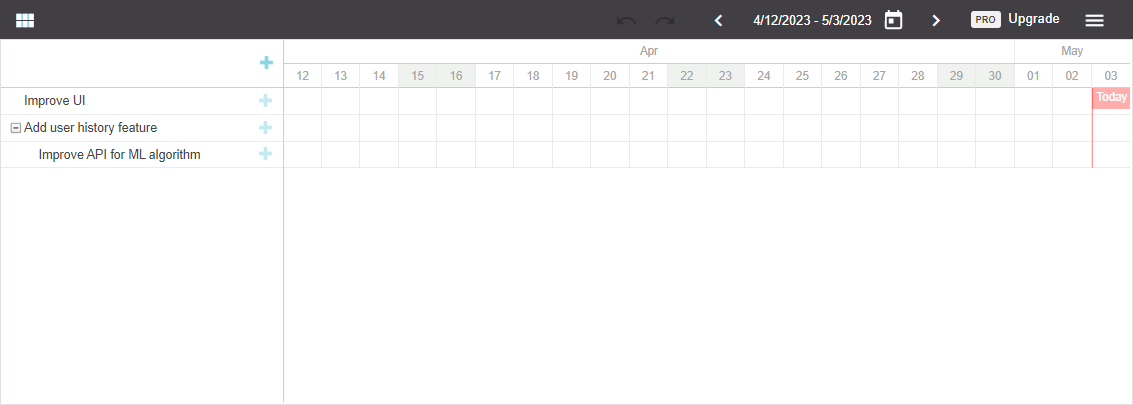 4/12/2023 - 5/3/2023 PRO Upgrade
Apr May
12 13 14 15 16 17 18 19 20 21 22 23 24 25 26 27 28 29 30 01 02 03
Improve UI Today
Add user history feature
Improve API for ML algorithm